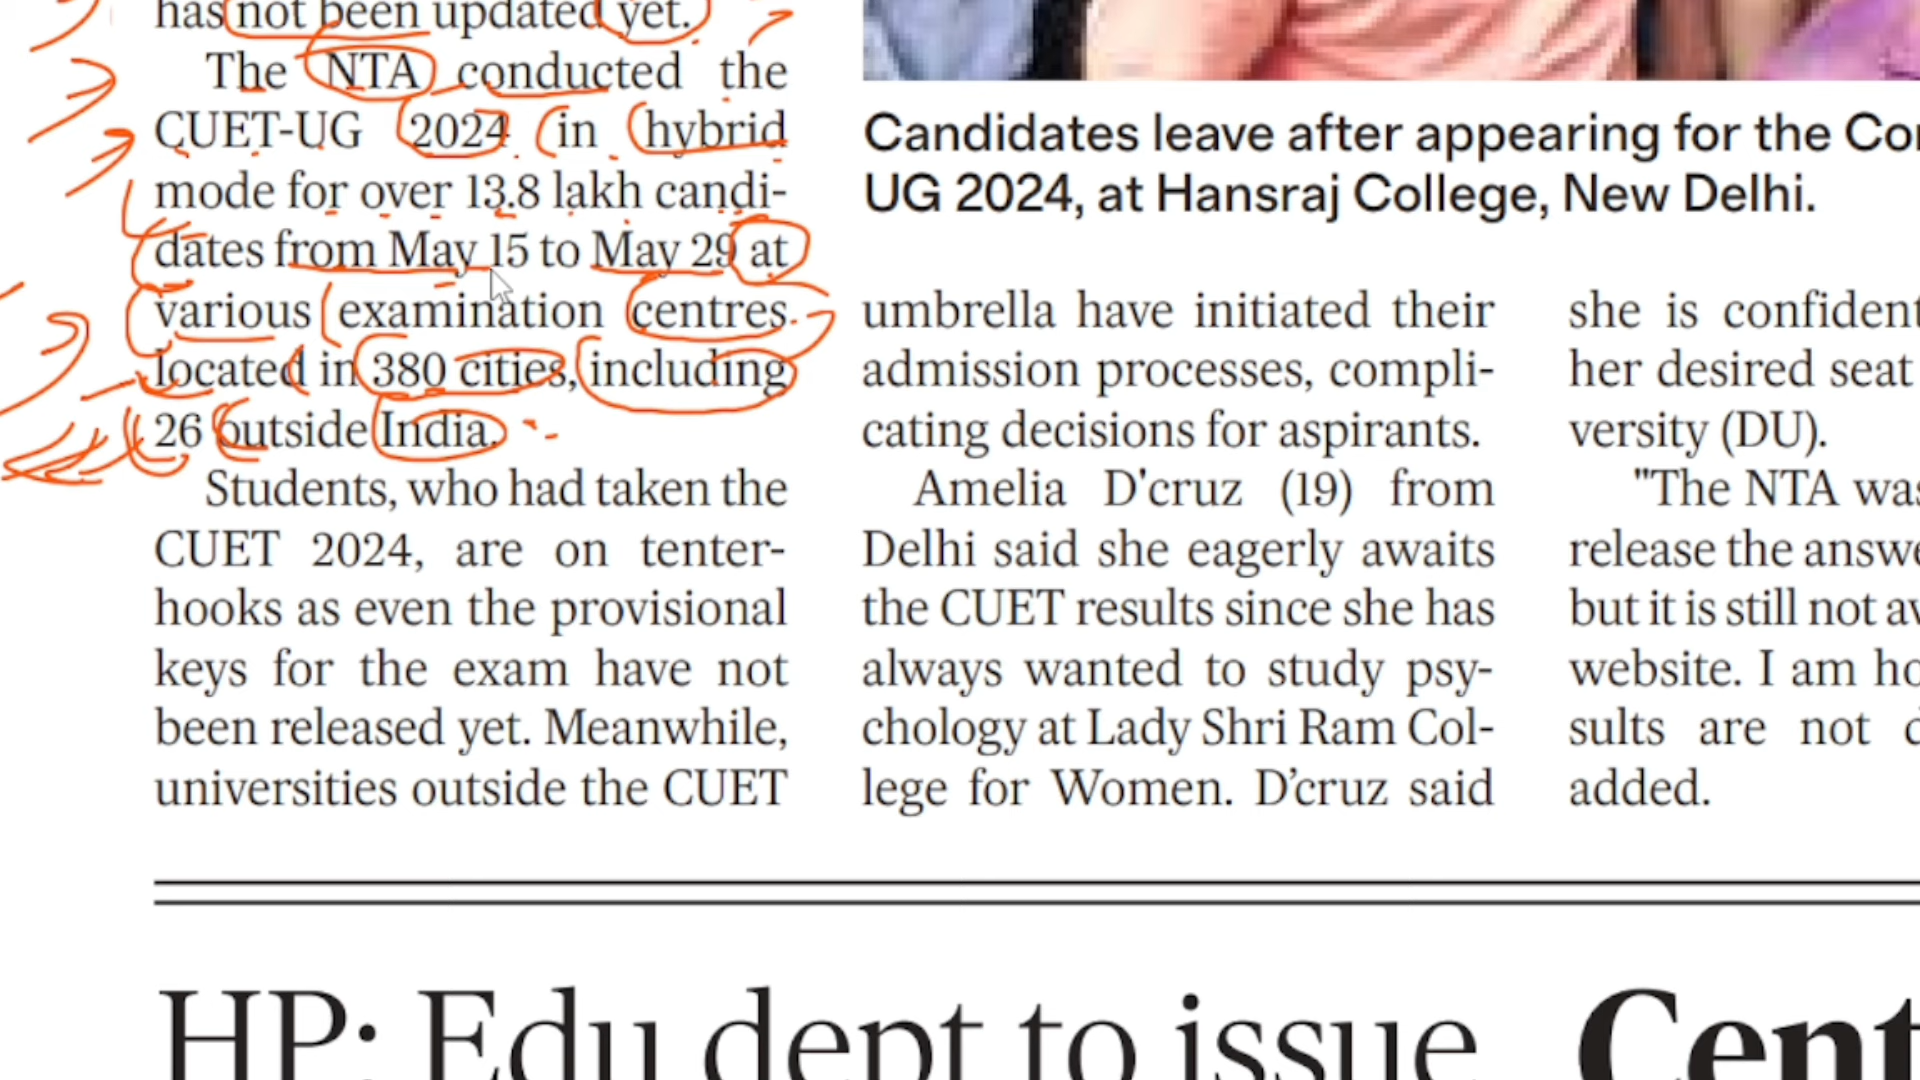 has not been updated yet.
The NTA conducted the
CUET-UG 2024 in hybrid
mode for over 13.8 lakh candi-
dates from May 15 to May 29 at
various examination centres
located in 380 cities, including
26 outside India.
Students, who had taken the
CUET 2024, are on tenter-
hooks as even the provisional
keys for the exam have not
been released yet. Meanwhile,
universities outside the CUET
Candidates leave after appearing for the
UG 2024, at Hansraj College, New Delhi.
umbrella have initiated their
admission processes, compli-
cating decisions for aspirants.
Amelia D'cruz (19) from
Delhi said she eagerly awaits
the CUET results since she has
always wanted to study psy-
chology at Lady Shri Ram Col-
lege for Women. D’cruz said
she is confident
her desired seat
versity (DU).
"The NTA was
release the
but it is still not
website. I am
sults are not
added.
HP: Edu dept to issue
Cent